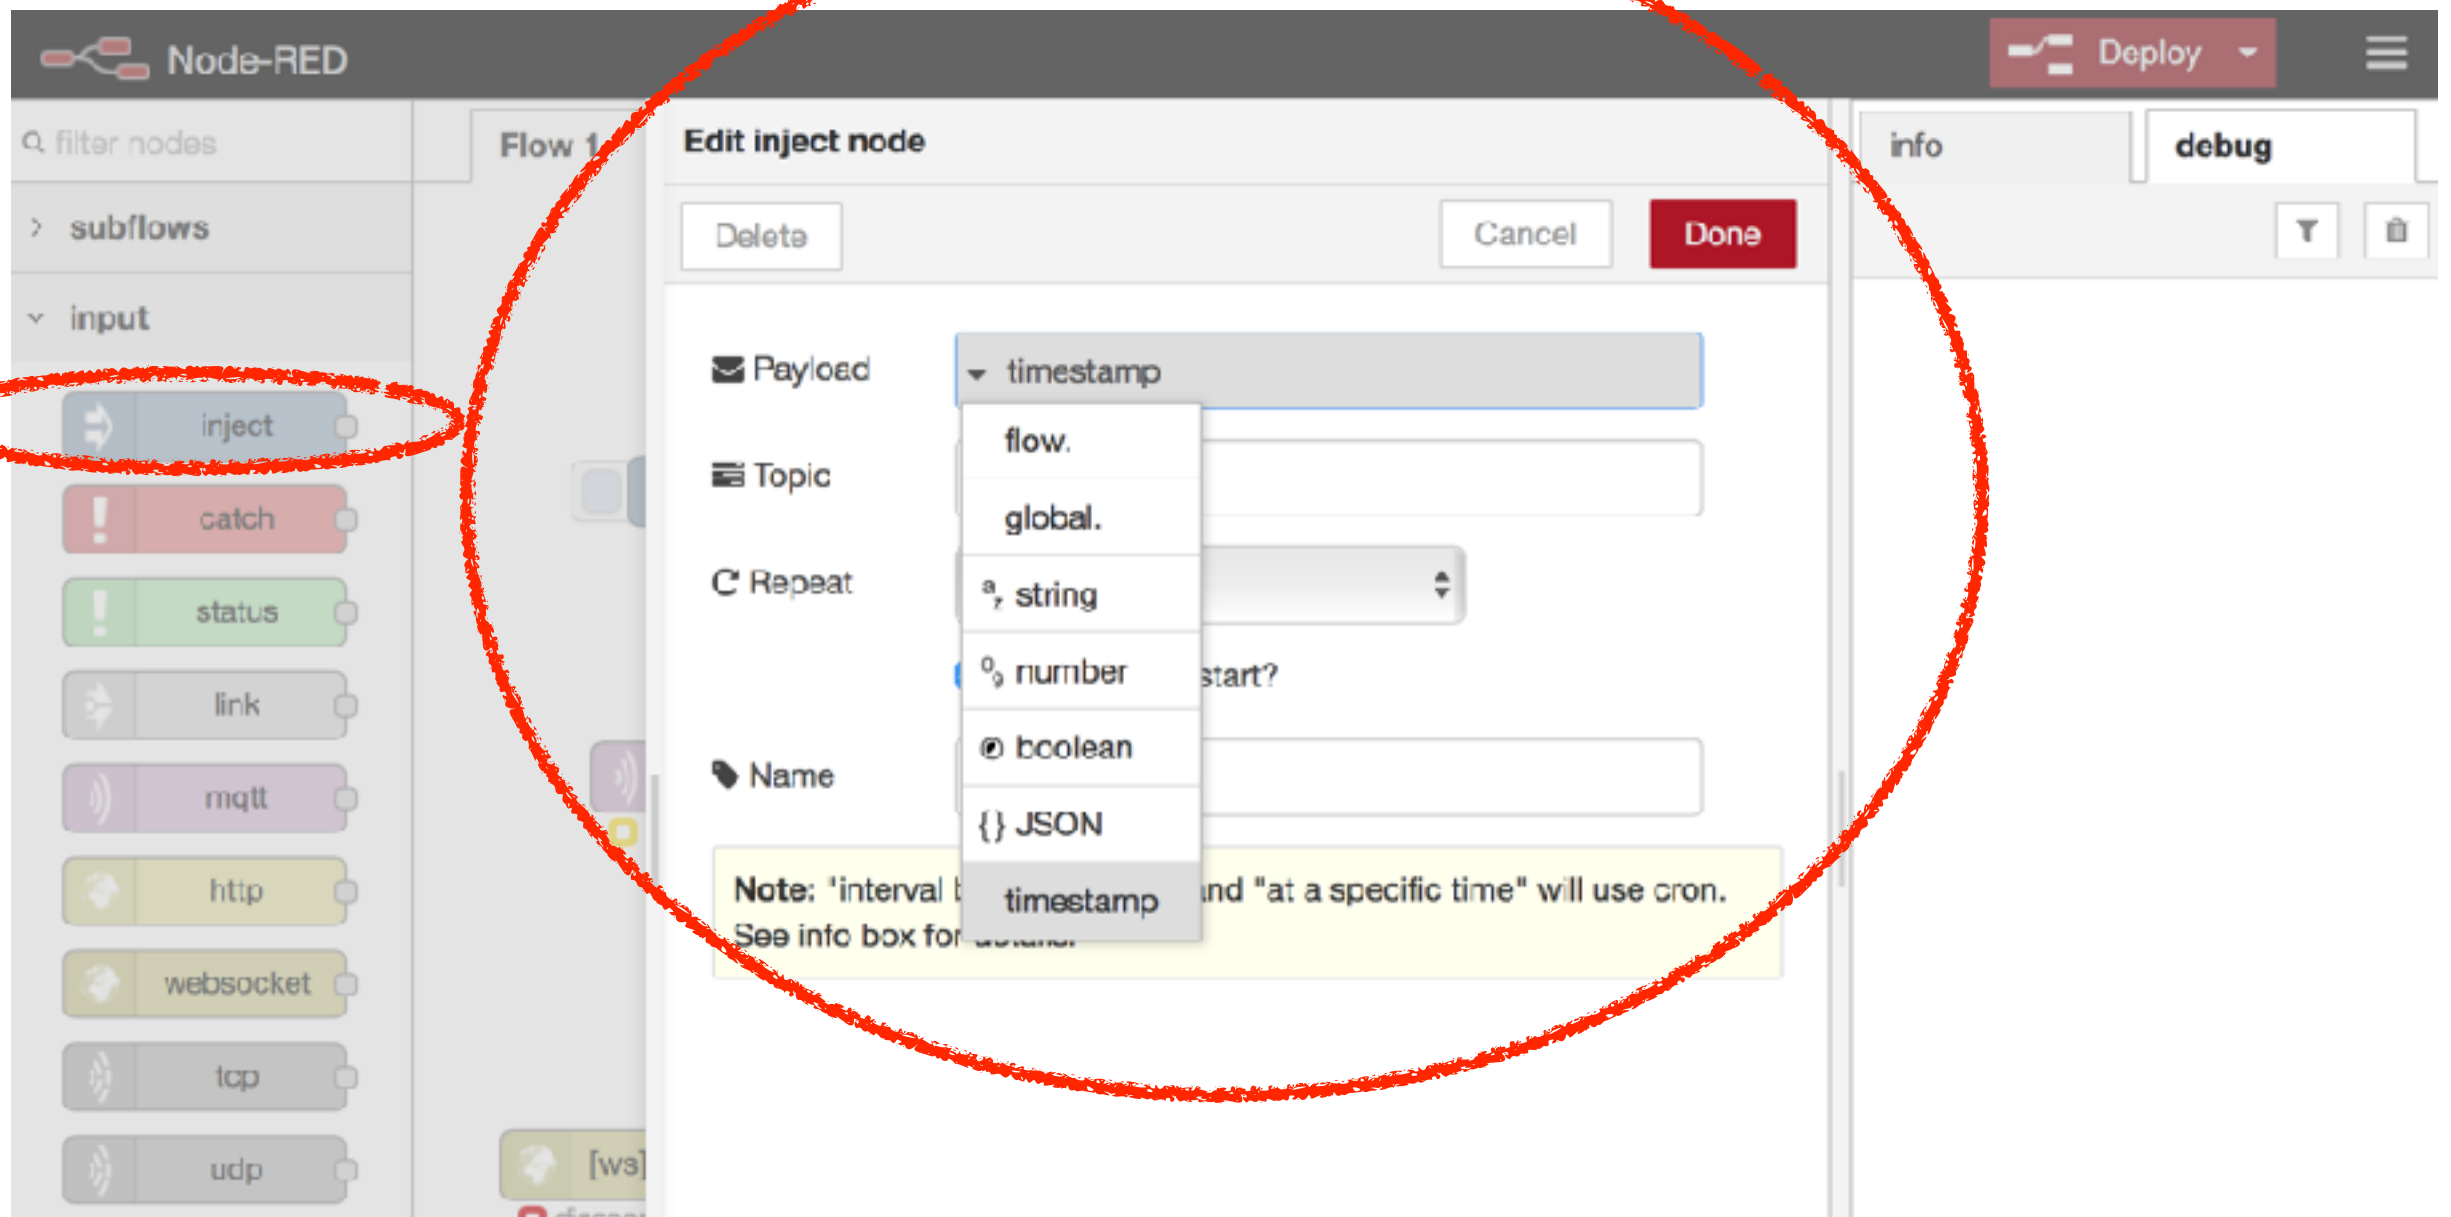 Node-RED
Deploy
filter nodes
Flow 1
Edit inject node
info
debug
subflows
Delete
Cancel
Done
input
Payload
timestamp
inject
flow.
Topic
catch
global.
status
Repeat
string
link
number
start?
mqtt
boolean
Name
http
JSON
Note: "interval b and "at a specific time" will use cron.
timestamp
See info box for details.
websocket
tcp
udp
[ws]